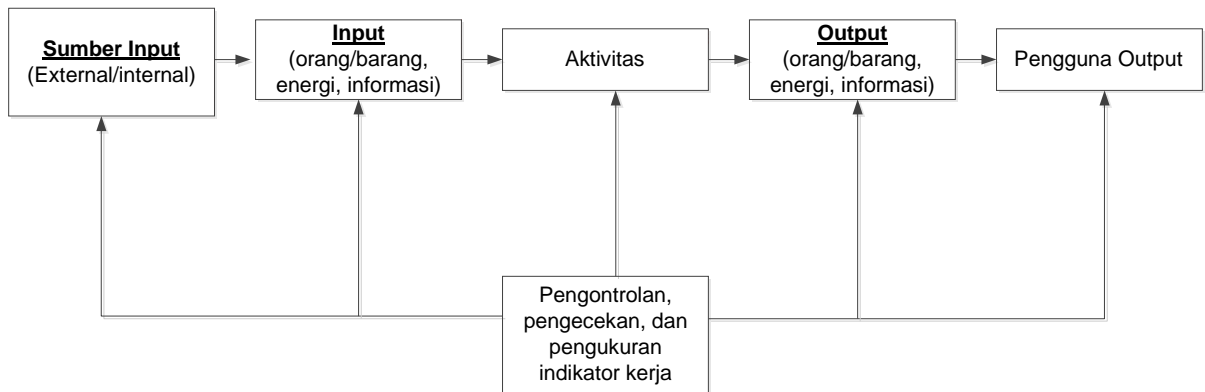 Sumber Input
(External/internal)
Input
(orang/barang,
energi, informasi)
Aktivitas
Output
(orang/barang,
energi, informasi)
Pengguna Output
Pengontrolan,
pengecekan, dan
pengukuran
indikator kerja